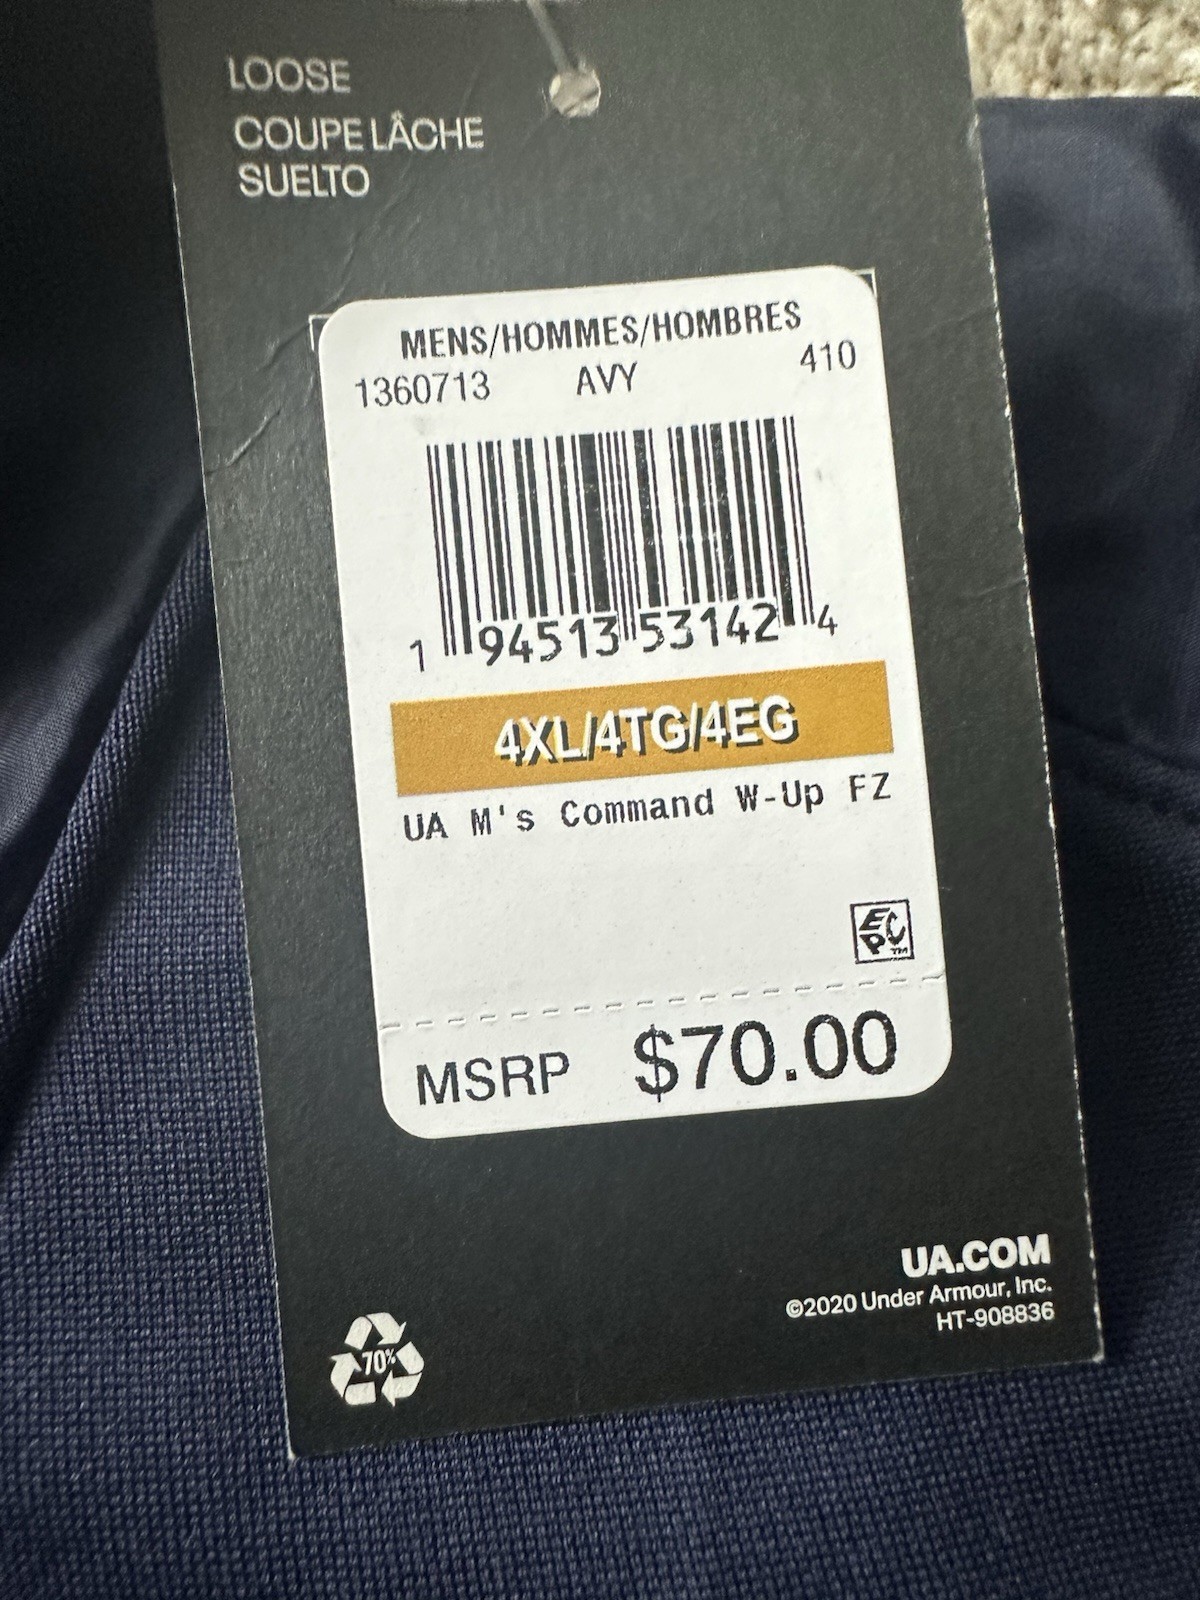 LOOSE
COUPE LÂCHE
SUELTO
MENS/HOMMES/HOMBRES
1360713 AVY 410
1 94513 53142 4
4XL/4TG/4EG
UA M's Command W-Up FZ
EPC™
MSRP $70.00
UA.COM
©2020 Under Armour, Inc.
HT-908836
70%